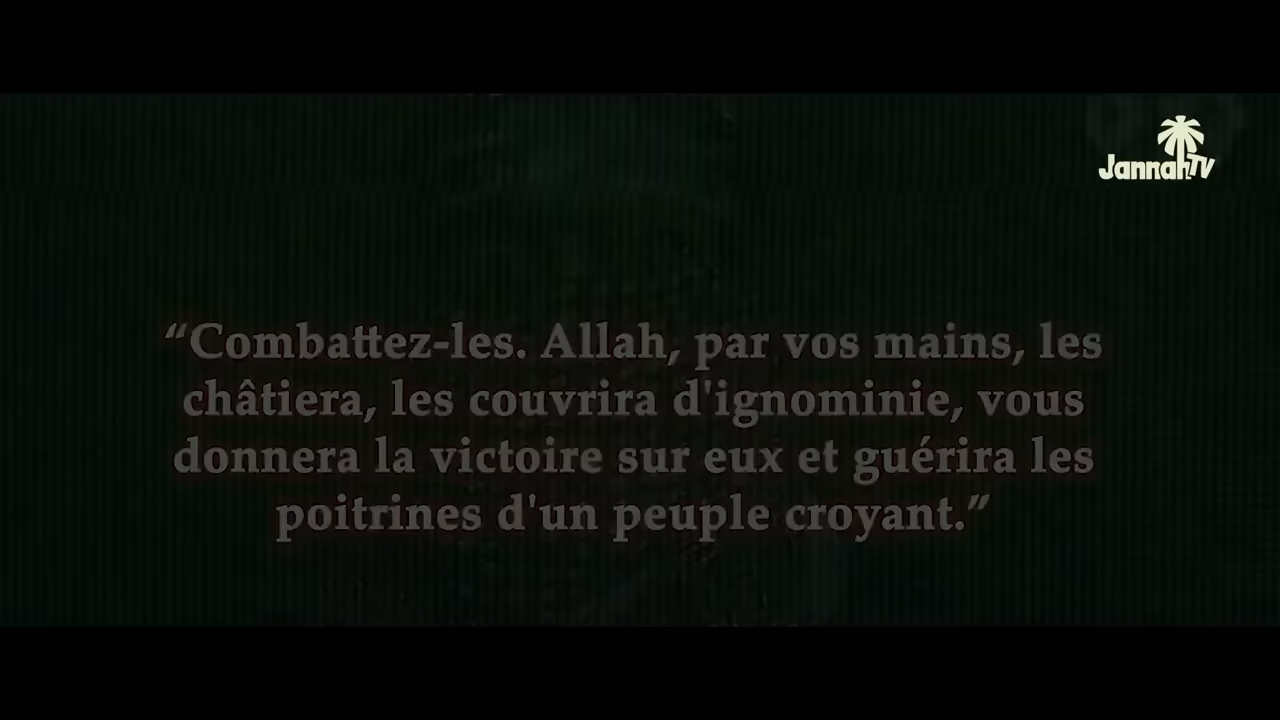 JannahTV
“Combattez-les. Allah, par vos mains, les
châtiera, les couvrira d'ignominie, vous
donnera la victoire sur eux et guérira les
poitrines d'un peuple croyant.”